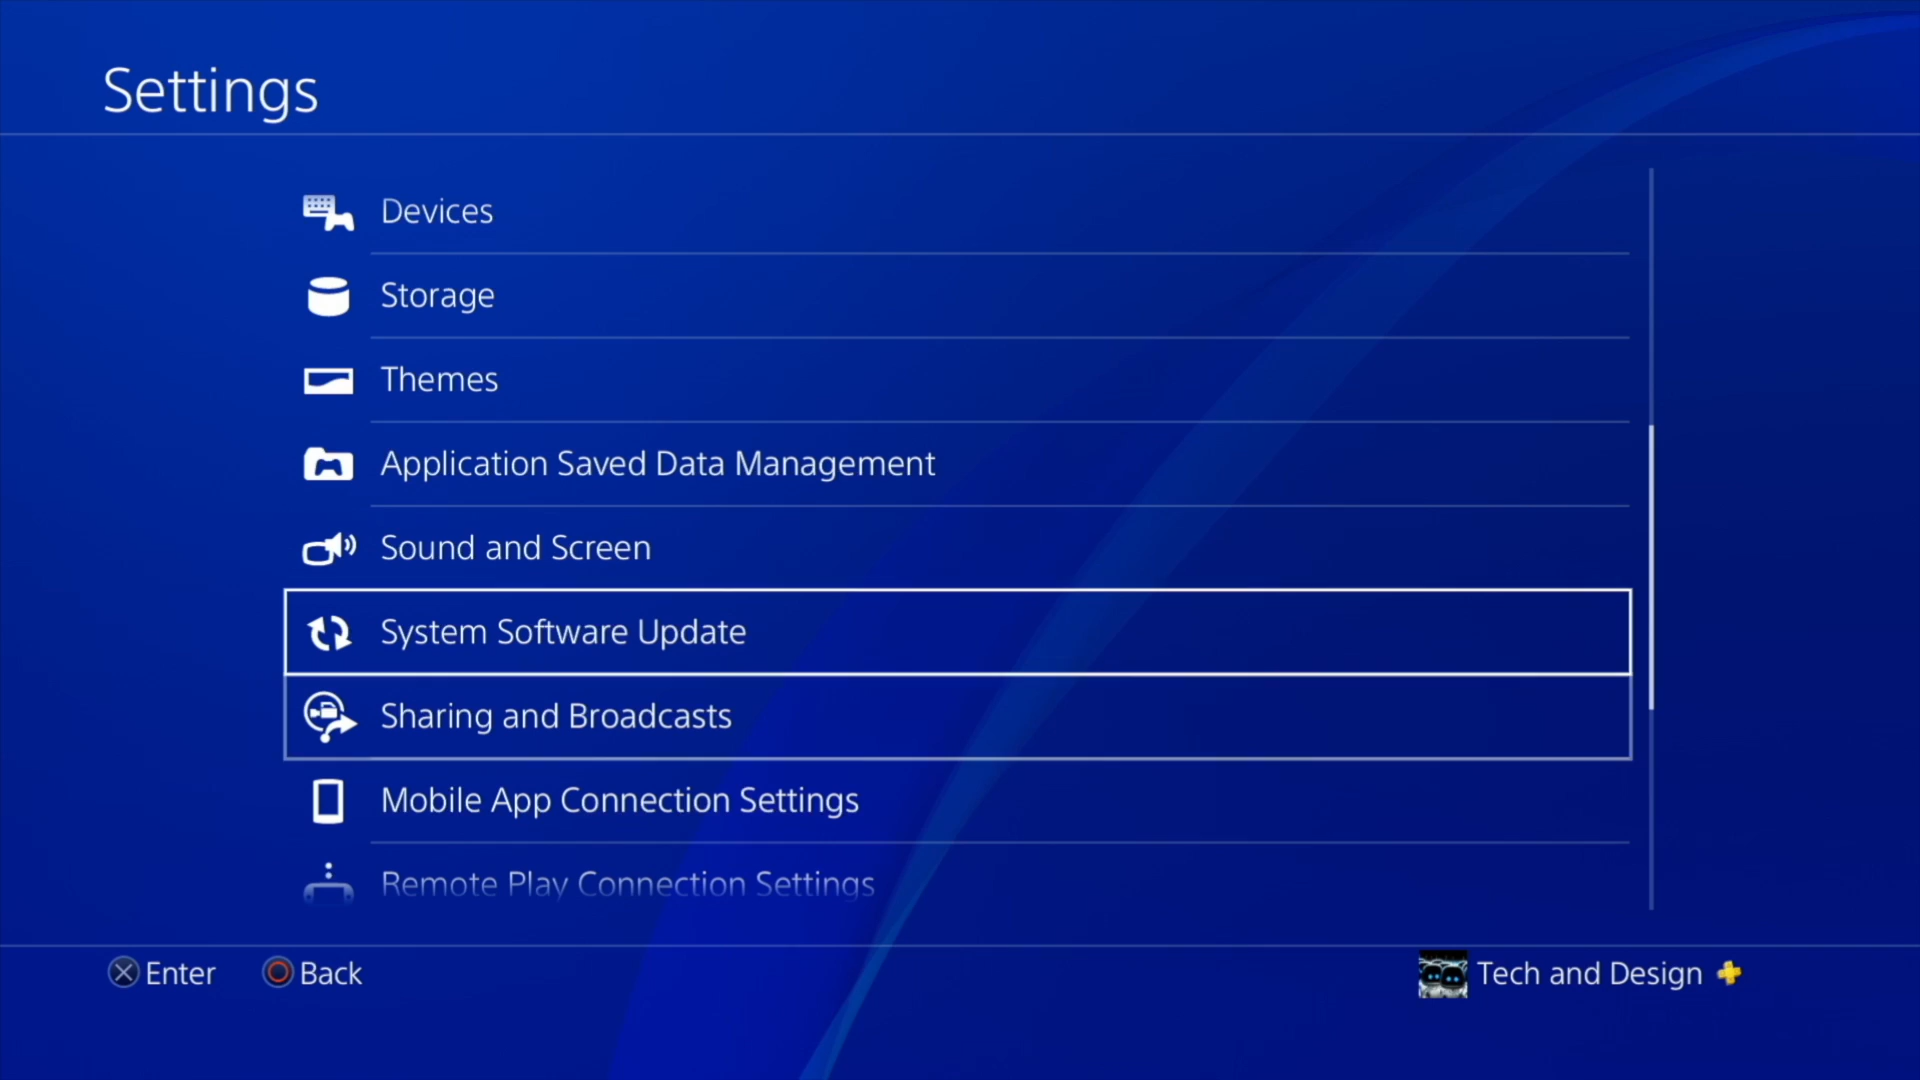 Settings
Devices
Storage
Themes
Application Saved Data Management
Sound and Screen
System Software Update
Sharing and Broadcasts
Mobile App Connection Settings
Remote Play Connection Settings
Enter Back Tech and Design